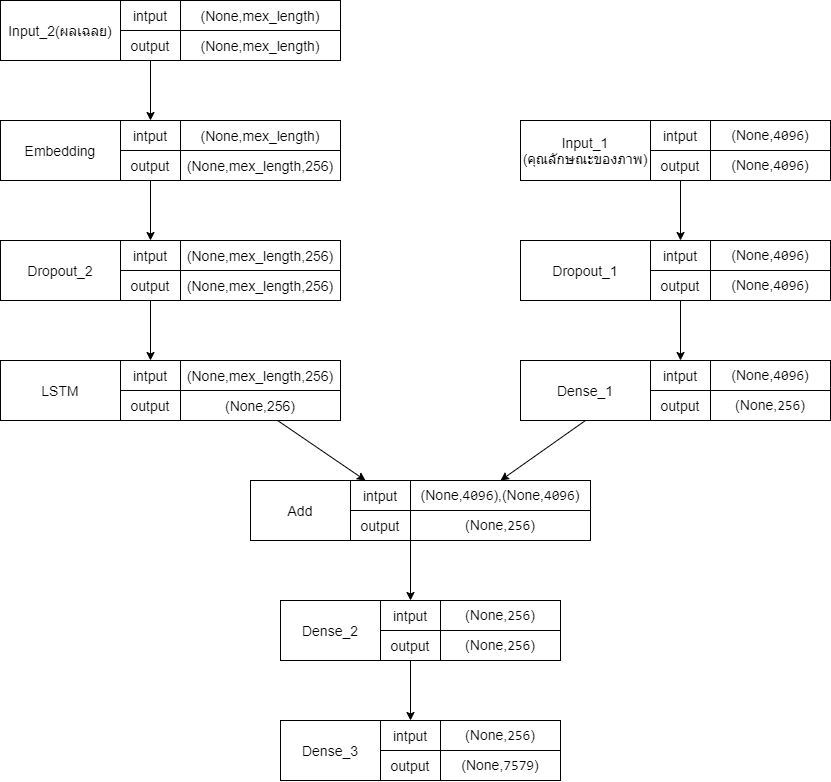 Input_2(ผลเฉลย)
intput
(None,mex_length)
output
(None,mex_length)
Embedding
intput
(None,mex_length)
output
(None,mex_length,256)
Input_1
(คุณลักษณะของภาพ)
intput
(None,4096)
output
(None,4096)
Dropout_2
intput
(None,mex_length,256)
output
(None,mex_length,256)
Dropout_1
intput
(None,4096)
output
(None,4096)
LSTM
intput
(None,mex_length,256)
output
(None,256)
Dense_1
intput
(None,4096)
output
(None,256)
Add
intput
(None,4096),(None,4096)
output
(None,256)
Dense_2
intput
(None,256)
output
(None,256)
Dense_3
intput
(None,256)
output
(None,7579)